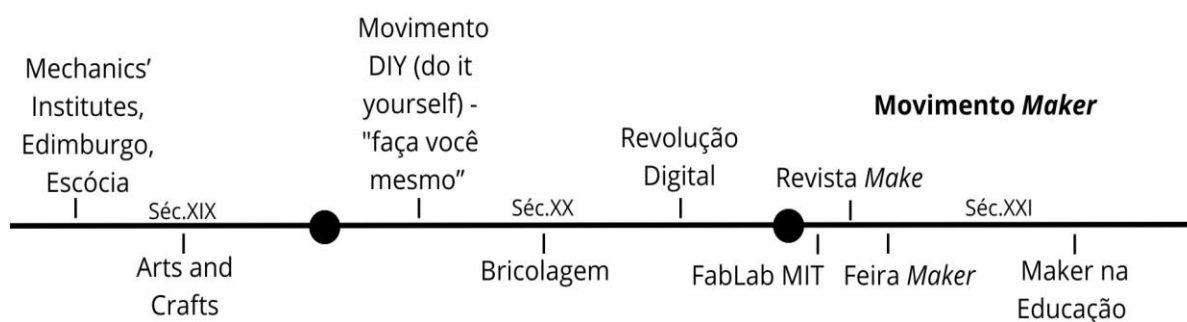 Mechanics’
Institutes,
Edimburgo,
Escócia
Séc.XIX
Arts and
Crafts
Movimento
DIY (do it
yourself) -
"faça você
mesmo”
Séc.XX
Bricolagem
Revolução
Digital
Movimento Maker
Revista Make
Séc.XXI
FabLab MIT
Feira Maker
Maker na
Educação